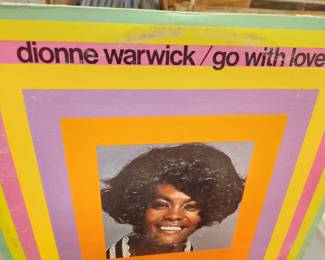 dionne warwick / go with love